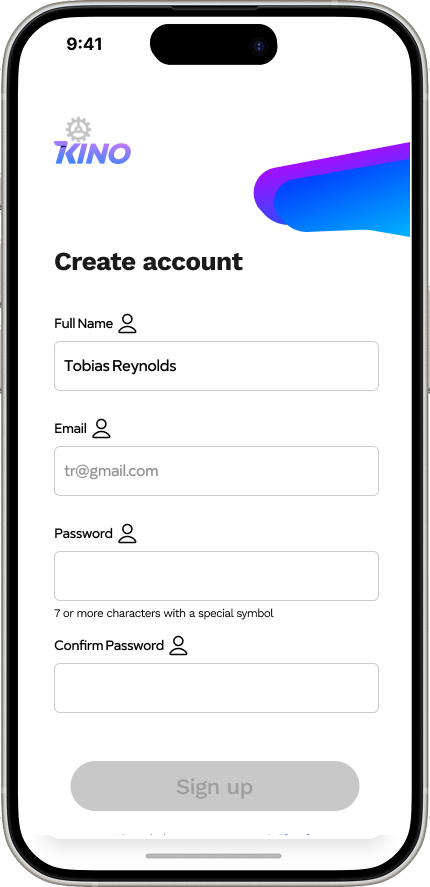 9:41
KINO
Create account
Full Name
Tobias Reynolds
Email
tr@gmail.com
Password
7 or more characters with a special symbol
Confirm Password
Sign up